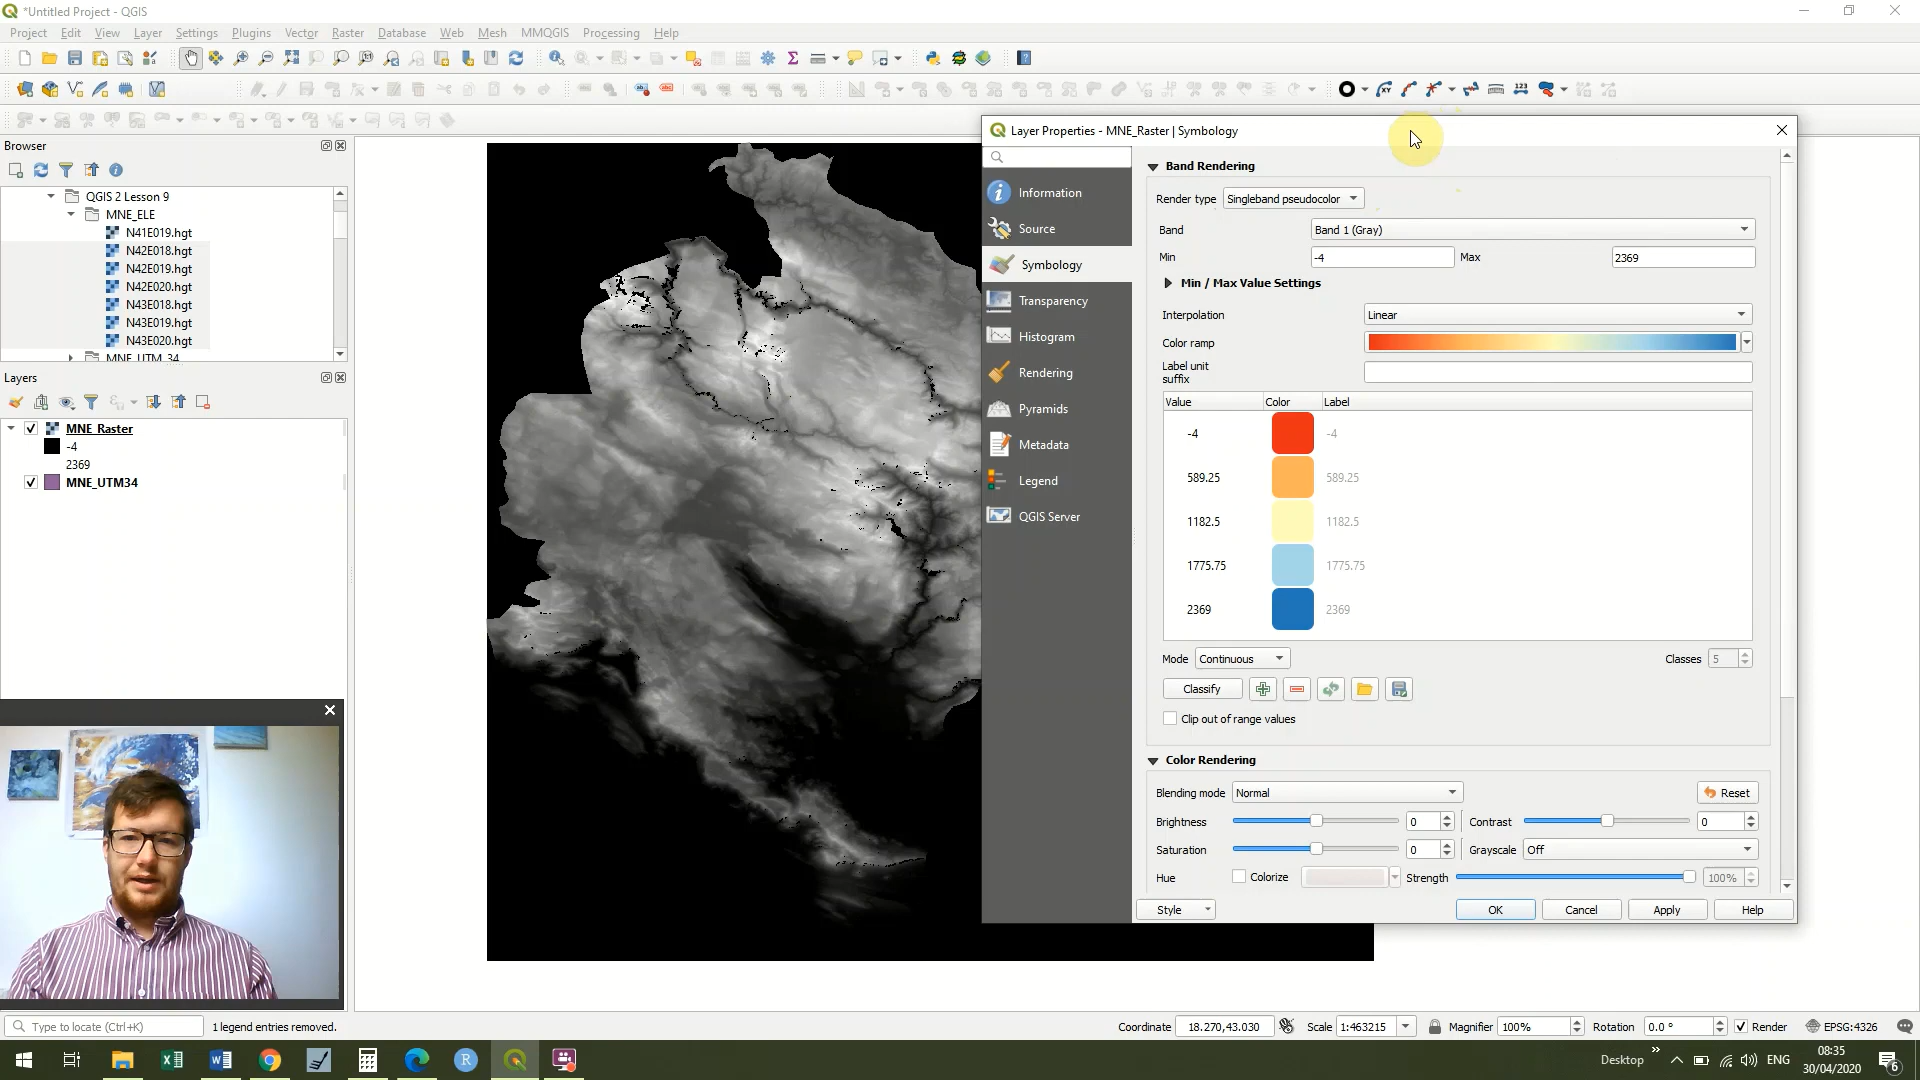 *Untitled Project - QGIS
Project Edit View Layer Settings Plugins Vector Raster Database Web Mesh MMQGIS Processing Help
Browser
QGIS 2 Lesson 9
MNE_ELE
N41E019.hgt
N42E018.hgt
N42E019.hgt
N42E020.hgt
N43E018.hgt
N43E019.hgt
N43E020.hgt
MNE_UTM_34
Layers
MNE_Raster
-4
2369
MNE_UTM34
Layer Properties - MNE_Raster | Symbology
Information
Source
Symbology
Transparency
Histogram
Rendering
Pyramids
Metadata
Legend
QGIS Server
Band Rendering
Render type Singleband pseudocolor
Band Band 1 (Gray)
Min -4 Max 2369
Min / Max Value Settings
Interpolation Linear
Color ramp
Label unit
suffix
Value Color Label
-4 -4
589.25 589.25
1182.5 1182.5
1775.75 1775.75
2369 2369
Mode Continuous Classes 5
Classify
Clip out of range values
Color Rendering
Blending mode Normal Reset
Brightness 0 Contrast 0
Saturation 0 Grayscale Off
Hue Colorize Strength 100%
Style OK Cancel Apply Help
Type to locate (Ctrl+K) 1 legend entries removed. Coordinate 18.270,43.030 Scale 1:463215 Magnifier 100% Rotation 0.0 ° Render EPSG:4326
Desktop ENG 08:35
30/04/2020 6